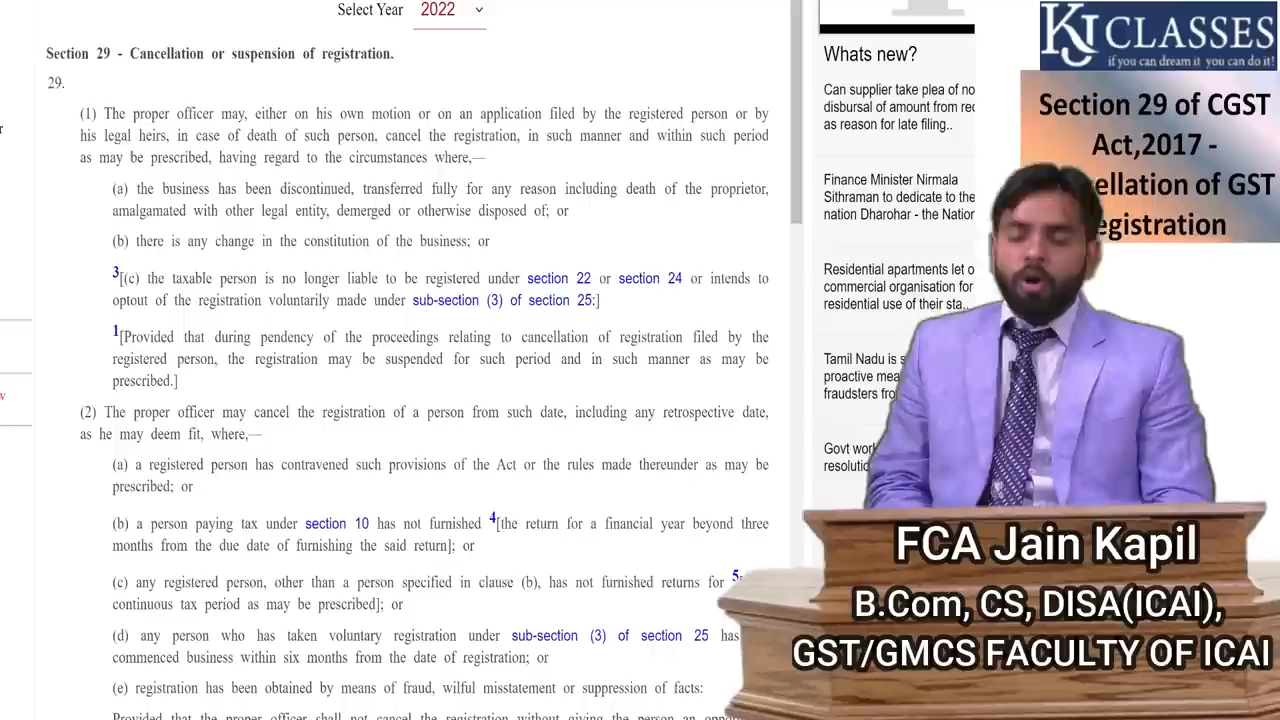 Select Year 2022
Section 29 - Cancellation or suspension of registration.
29.
(1) The proper officer may, either on his own motion or on an application filed by the registered person or by
his legal heirs, in case of death of such person, cancel the registration, in such manner and within such period
as may be prescribed, having regard to the circumstances where,—
(a) the business has been discontinued, transferred fully for any reason including death of the proprietor,
amalgamated with other legal entity, demerged or otherwise disposed of; or
(b) there is any change in the constitution of the business; or
3[(c) the taxable person is no longer liable to be registered under section 22 or section 24 or intends to
optout of the registration voluntarily made under sub-section (3) of section 25:]
1[Provided that during pendency of the proceedings relating to cancellation of registration filed by the
registered person, the registration may be suspended for such period and in such manner as may be
prescribed.]
(2) The proper officer may cancel the registration of a person from such date, including any retrospective date,
as he may deem fit, where,—
(a) a registered person has contravened such provisions of the Act or the rules made thereunder as may be
prescribed; or
(b) a person paying tax under section 10 has not furnished 4[the return for a financial year beyond three
months from the due date of furnishing the said return]; or
(c) any registered person, other than a person specified in clause (b), has not furnished returns for 5
continuous tax period as may be prescribed]; or
(d) any person who has taken voluntary registration under sub-section (3) of section 25 has
commenced business within six months from the date of registration; or
(e) registration has been obtained by means of fraud, wilful misstatement or suppression of facts:
Provided that the proper officer shall not cancel the registration without giving the person an
Whats new?
Can supplier take plea of no
disbursal of amount from rec
as reason for late filing..
Finance Minister Nirmala
Sithraman to dedicate to the
nation Dharohar - the Nation
Residential apartments let o
commercial organisation for
residential use of their sta..
Tamil Nadu is s
proactive mea
fraudsters fro
Govt work
resolutio
KJ CLASSES
if you can dream it you can do it!
Section 29 of CGST
Act,2017 -
ellation of GST
egistration
FCA Jain Kapil
B.Com, CS, DISA(ICAI),
GST/GMCS FACULTY OF ICAI